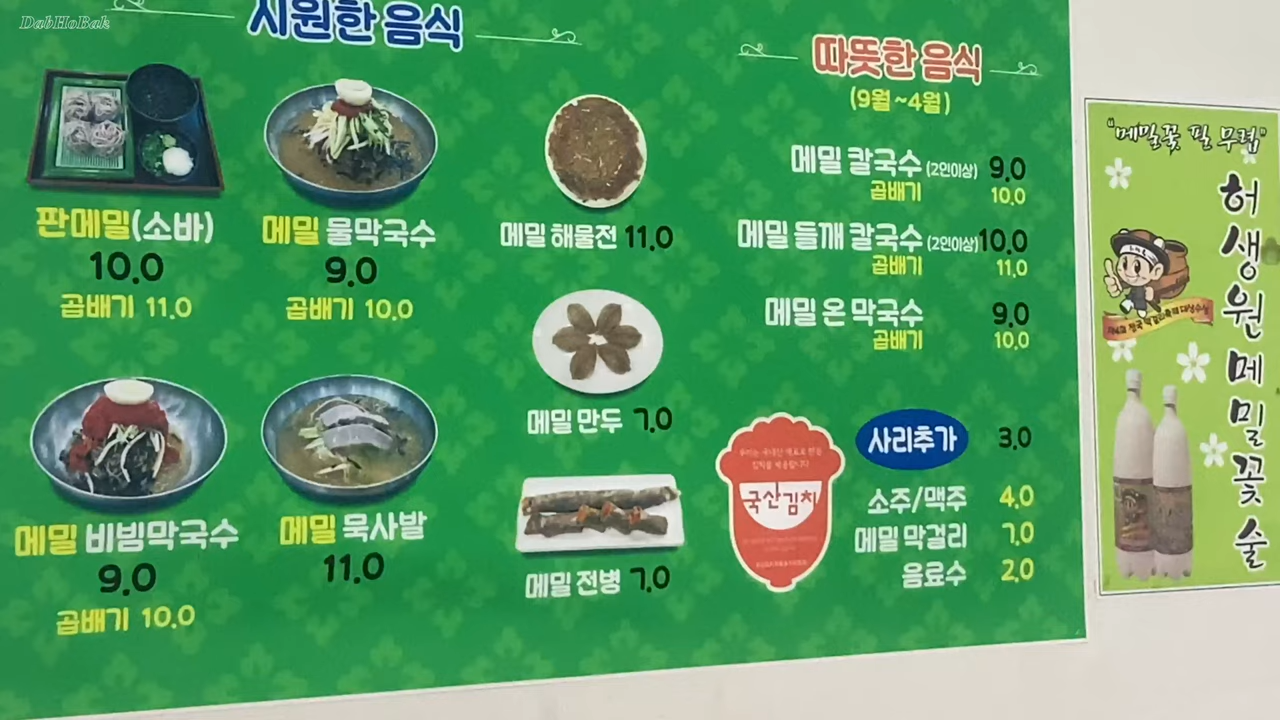 DabHoBak
시원한 음식
판메밀(소바)
10.0
곱배기 11.0
메밀 물막국수
9.0
곱배기 10.0
메밀 비빔막국수
9.0
곱배기 10.0
메밀 묵사발
11.0
메밀 해물전 11.0
메밀 만두 7.0
메밀 전병 7.0
따뜻한 음식
(9월~4월)
메밀 칼국수 (2인이상) 9.0
곱배기 10.0
메밀 들깨 칼국수 (2인이상) 10.0
곱배기 11.0
메밀 온 막국수 9.0
곱배기 10.0
국산김치
사리추가 3.0
소주/맥주 4.0
메밀 막걸리 7.0
음료수 2.0
"메밀꽃 필 무렵"
허생원메밀꽃술